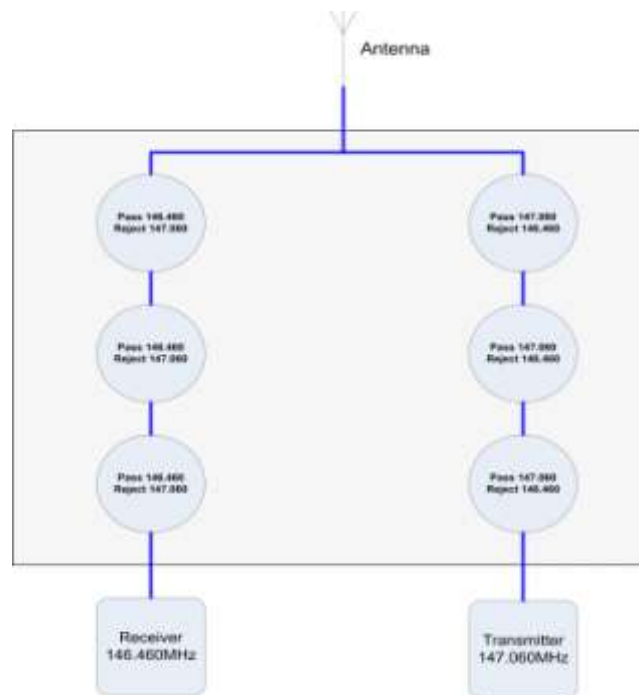 Antenna
Pass 146.460
Reject 147.060
Pass 147.060
Reject 146.460
Pass 146.460
Reject 147.060
Pass 147.060
Reject 146.460
Pass 146.460
Reject 147.060
Pass 147.060
Reject 146.460
Receiver
146.460MHz
Transmitter
147.060MHz